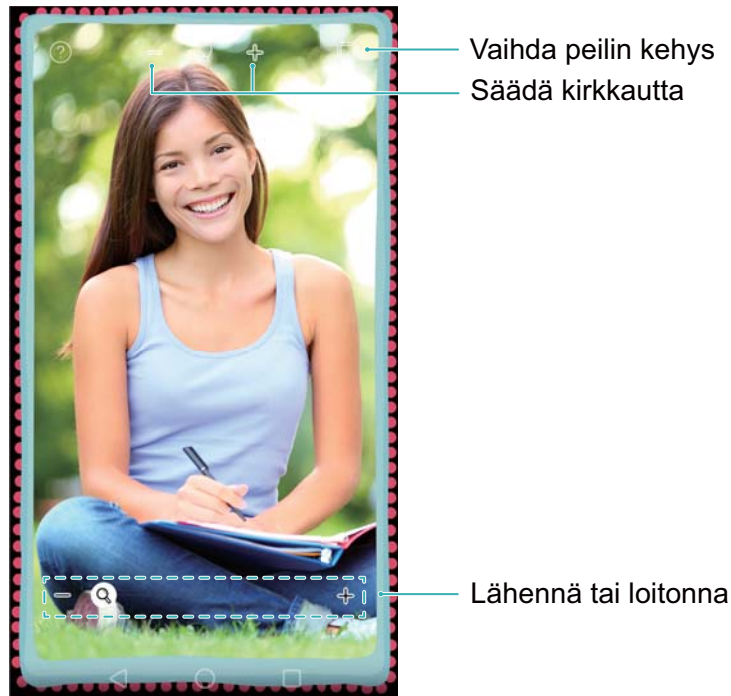 Vaihda peilin kehys
Säädä kirkkautta
Lähennä tai loitonna